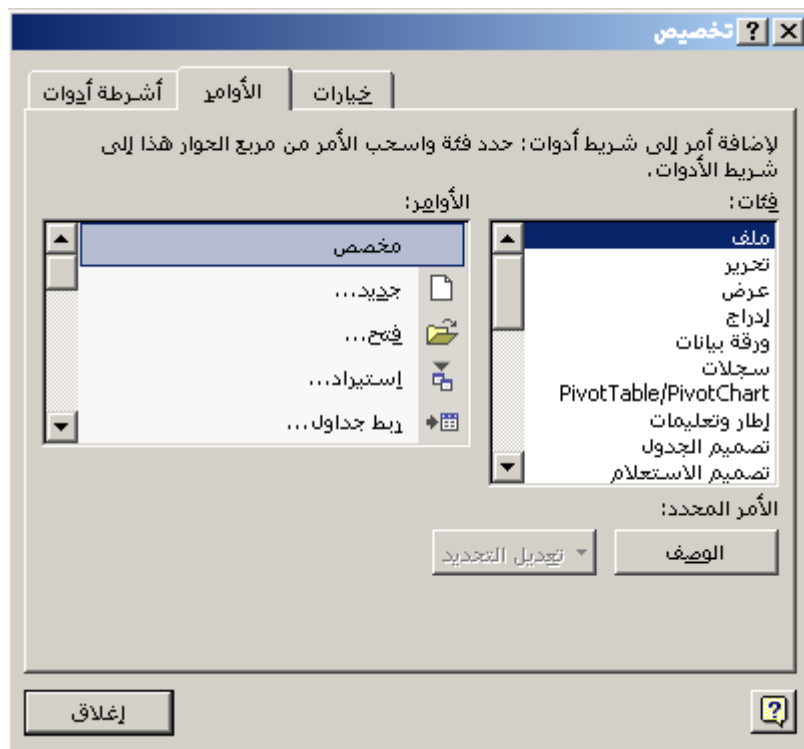 تخصيص
أشرطة أدوات
الأوامر
خيارات
لإضافة أمر إلى شريط أدوات: حدد فئة واسحب الأمر من مربع الحوار هذا إلى
شريط الأدوات.
فئات:
ملف
تحرير
عرض
إدراج
ورقة بيانات
سجلات
PivotTable/PivotChart
إطار وتعليمات
تصميم الجدول
تصميم الاستعلام
الأوامر:
مخصص
جديد...
فتح...
إستيراد...
ربط جداول...
الأمر المحدد:
الوصف
تعديل التحديد
إغلاق